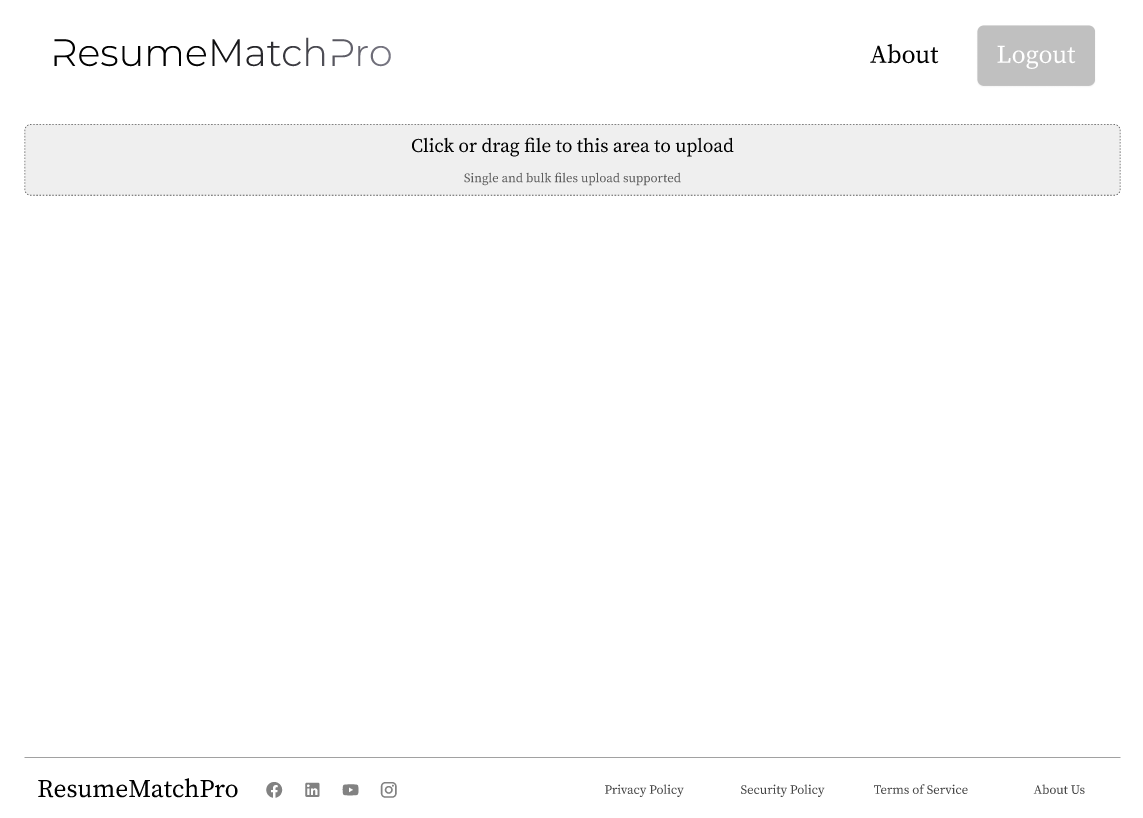 ResumeMatchPro
About
Logout
Click or drag file to this area to upload
Single and bulk files upload supported
ResumeMatchPro
Privacy Policy
Security Policy
Terms of Service
About Us